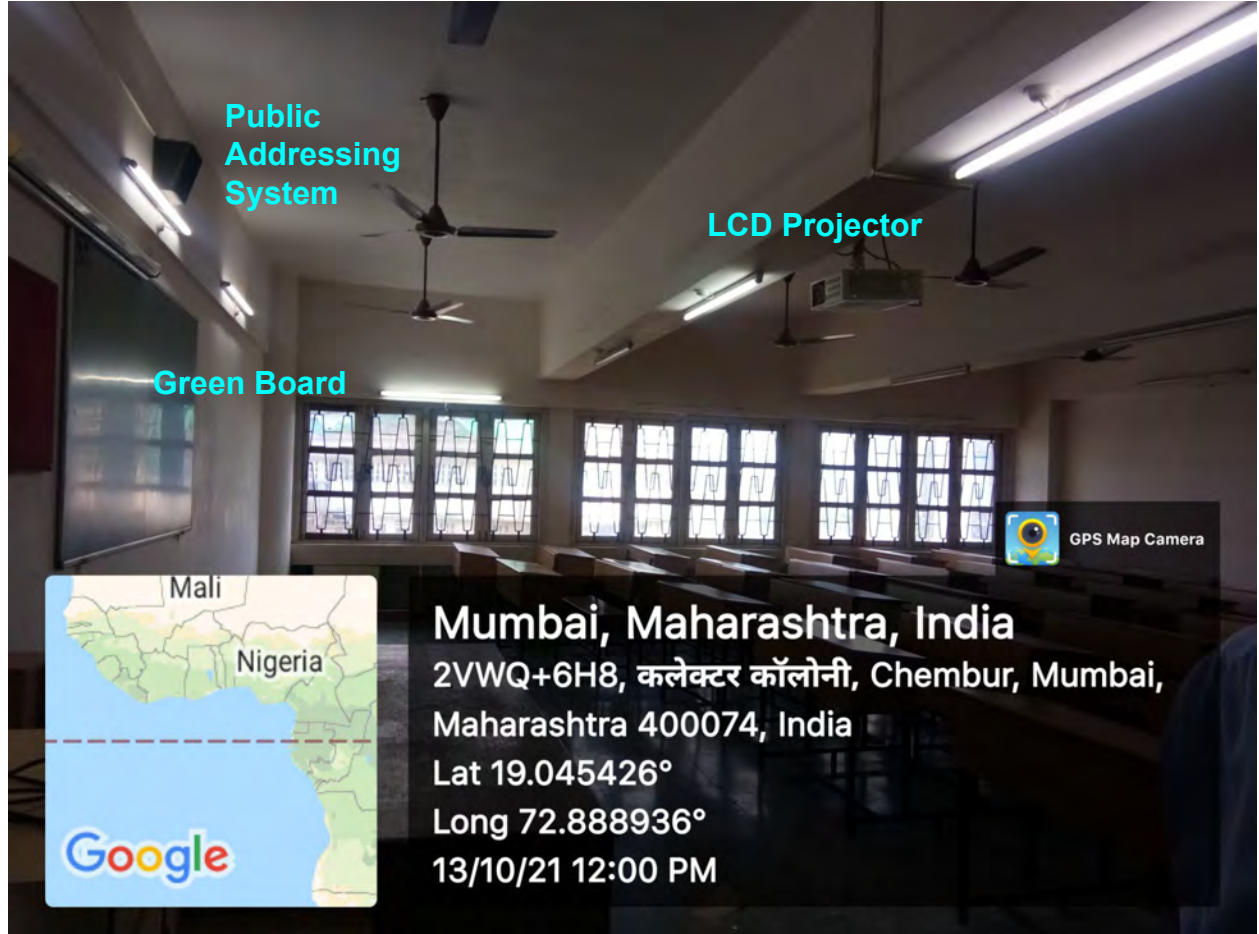 Public
Addressing
System
LCD Projector
Green Board
GPS Map Camera
Mali
Nigeria
Google
Mumbai, Maharashtra, India
2VWQ+6H8, कलेक्टर कॉलोनी, Chembur, Mumbai,
Maharashtra 400074, India
Lat 19.045426°
Long 72.888936°
13/10/21 12:00 PM